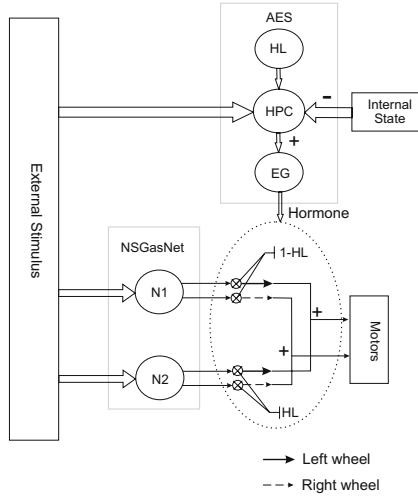 AES
HL
HPC
−
Internal
State
+
EG
Hormone
External Stimulus
NSGasNet
1-HL
N1
+
+
Motors
N2
HL
Left wheel
Right wheel